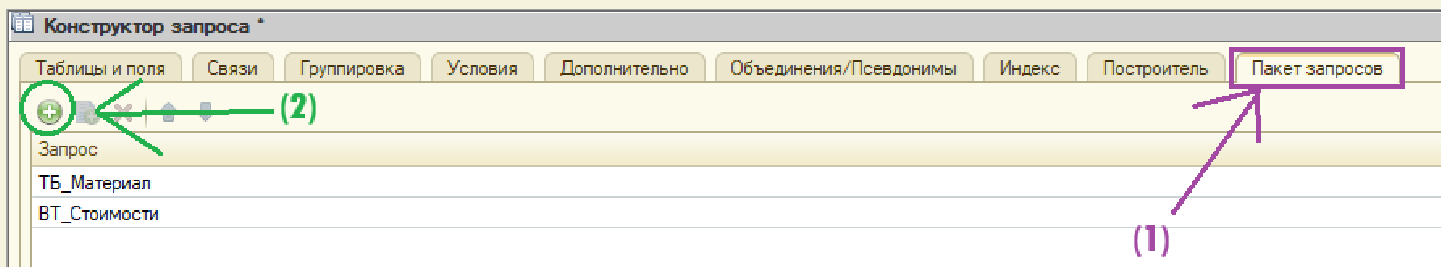 Конструктор запроса *
Таблицы и поля Связи Группировка Условия Дополнительно Объединения/Псевдонимы Индекс Построитель Пакет запросов
(2)
Запрос
ТБ_Материал
ВТ_Стоимости
(1)